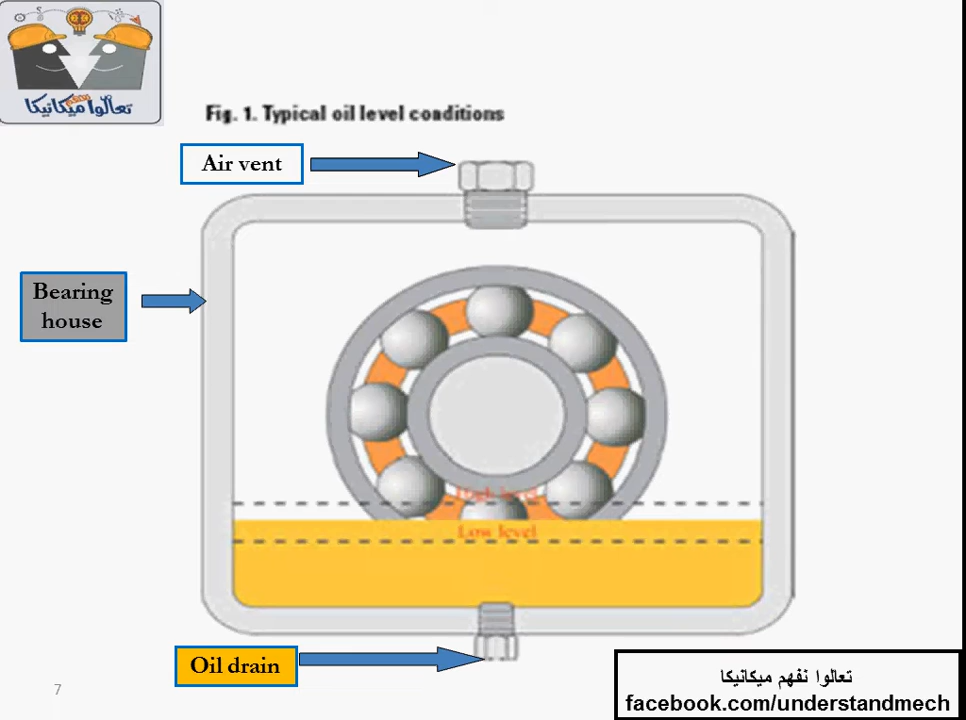 تعالوا نفهم ميكانيكا
Fig. 1. Typical oil level conditions
Air vent
Bearing
house
High level
Low level
Oil drain
7
تعالوا نفهم ميكانيكا
facebook.com/understandmech